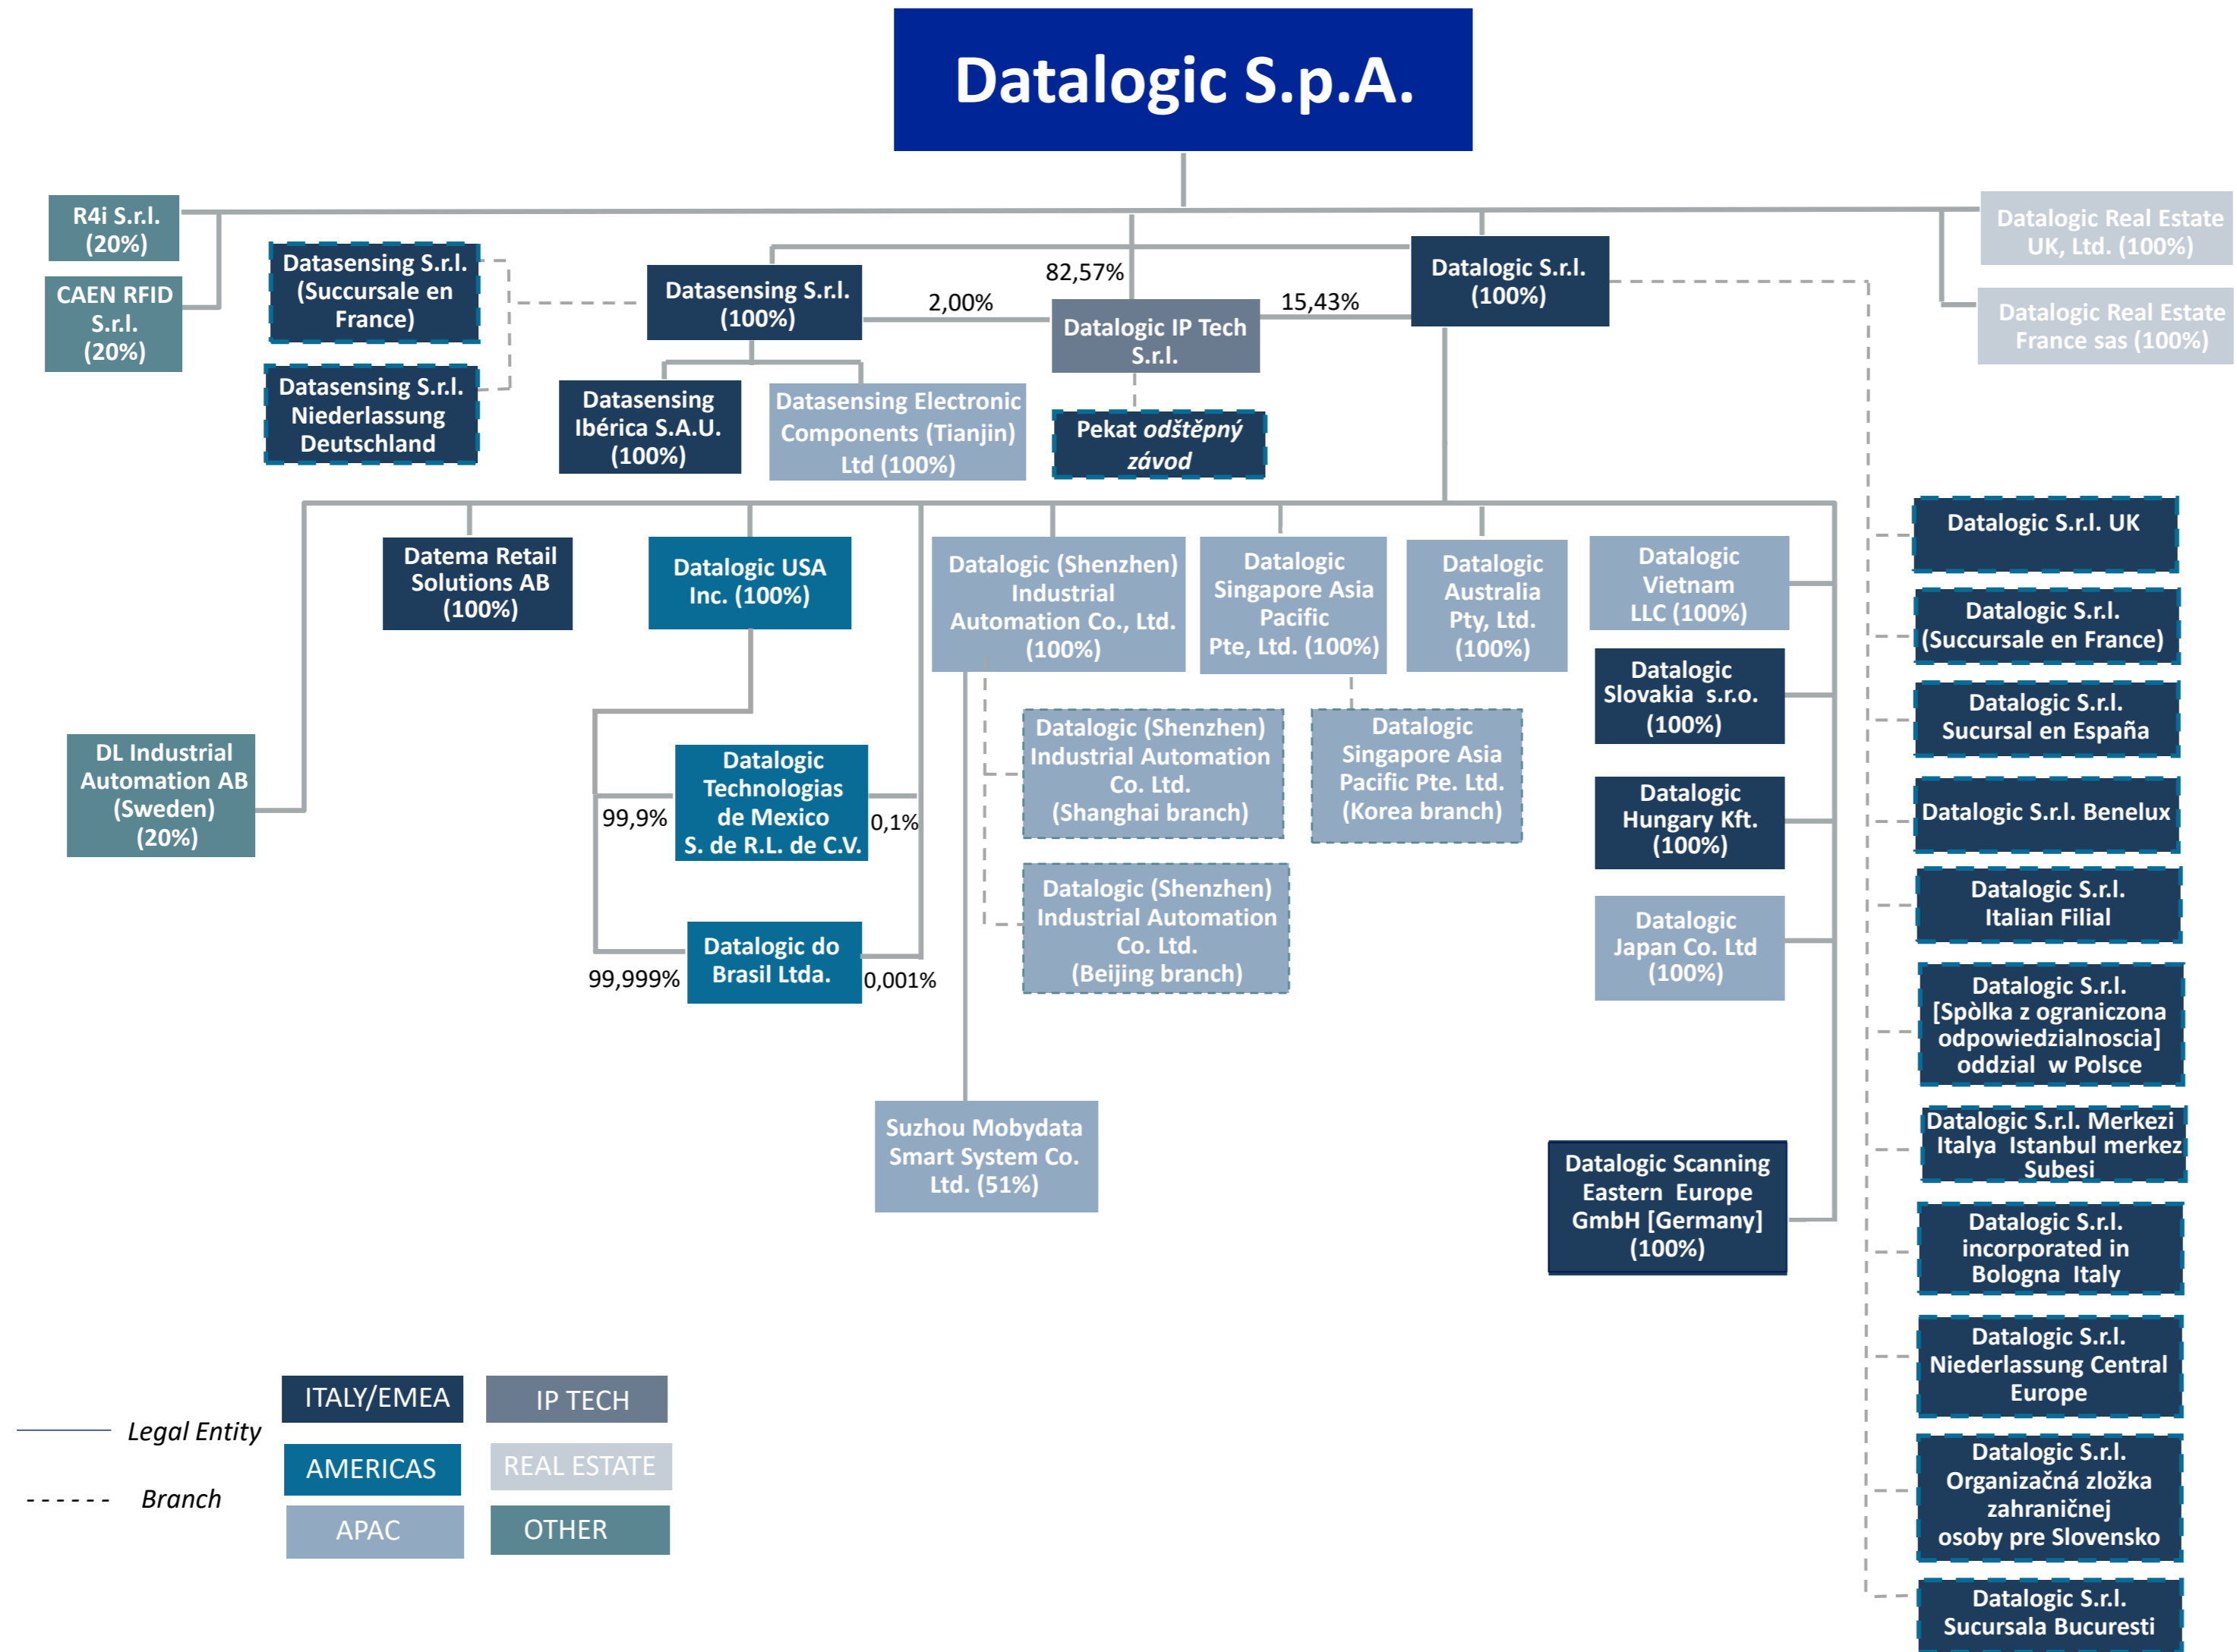 Datalogic S.p.A.
R4i S.r.l.
(20%)
CAEN RFID
S.r.l.
(20%)
Datasensing S.r.l.
(Succursale en
France)
Datasensing S.r.l.
Niederlassung
Deutschland
Datasensing S.r.l.
(100%)
2,00%
82,57%
Datalogic IP Tech
S.r.l.
15,43%
Datalogic S.r.l.
(100%)
Datalogic Real Estate
UK, Ltd. (100%)
Datalogic Real Estate
France sas (100%)
Datasensing
Ibérica S.A.U.
(100%)
Datasensing Electronic
Components (Tianjin)
Ltd (100%)
Pekat odštěpný
závod
Datema Retail
Solutions AB
(100%)
Datalogic USA
Inc. (100%)
Datalogic (Shenzhen)
Industrial
Automation Co., Ltd.
(100%)
Datalogic
Singapore Asia
Pacific
Pte, Ltd. (100%)
Datalogic
Australia
Pty, Ltd.
(100%)
Datalogic
Vietnam
LLC (100%)
Datalogic
Slovakia s.r.o.
(100%)
Datalogic
Hungary Kft.
(100%)
Datalogic
Japan Co. Ltd
(100%)
Datalogic Scanning
Eastern Europe
GmbH [Germany]
(100%)
DL Industrial
Automation AB
(Sweden)
(20%)
99,9%
Datalogic
Technologias
de Mexico
S. de R.L. de C.V.
0,1%
99,999%
Datalogic do
Brasil Ltda.
0,001%
Datalogic (Shenzhen)
Industrial Automation
Co. Ltd.
(Shanghai branch)
Datalogic
Singapore Asia
Pacific Pte. Ltd.
(Korea branch)
Datalogic (Shenzhen)
Industrial Automation
Co. Ltd.
(Beijing branch)
Suzhou Mobydata
Smart System Co.
Ltd. (51%)
Datalogic S.r.l. UK
Datalogic S.r.l.
(Succursale en France)
Datalogic S.r.l.
Sucursal en España
Datalogic S.r.l. Benelux
Datalogic S.r.l.
Italian Filial
Datalogic S.r.l.
[Spòlka z ograniczona
odpowiedzialnoscia]
oddzial w Polsce
Datalogic S.r.l. Merkezi
Italya Istanbul merkez
Subesi
Datalogic S.r.l.
incorporated in
Bologna Italy
Datalogic S.r.l.
Niederlassung Central
Europe
Datalogic S.r.l.
Organizačná zložka
zahraničnej
osoby pre Slovensko
Datalogic S.r.l.
Sucursala Bucuresti
Legal Entity
Branch
ITALY/EMEA
IP TECH
AMERICAS
REAL ESTATE
APAC
OTHER